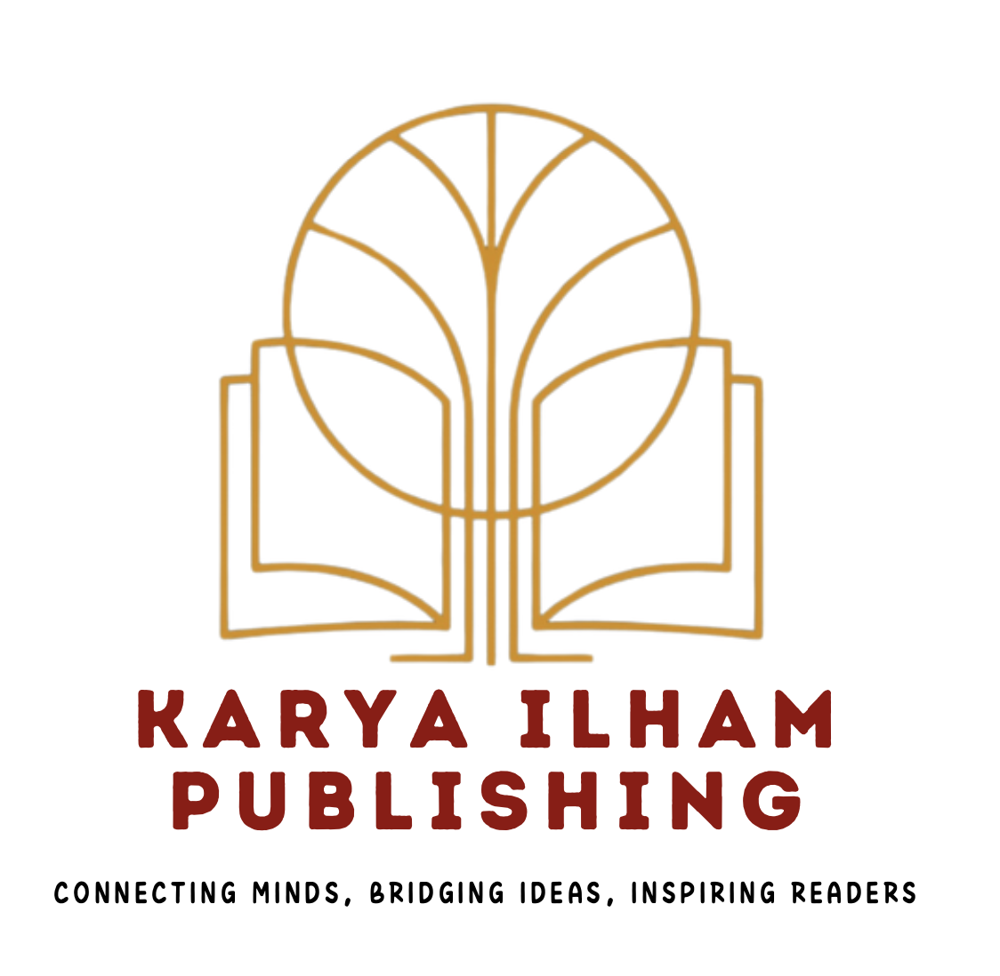 KARYA ILHAM
PUBLISHING
CONNECTING MINDS, BRIDGING IDEAS, INSPIRING READERS